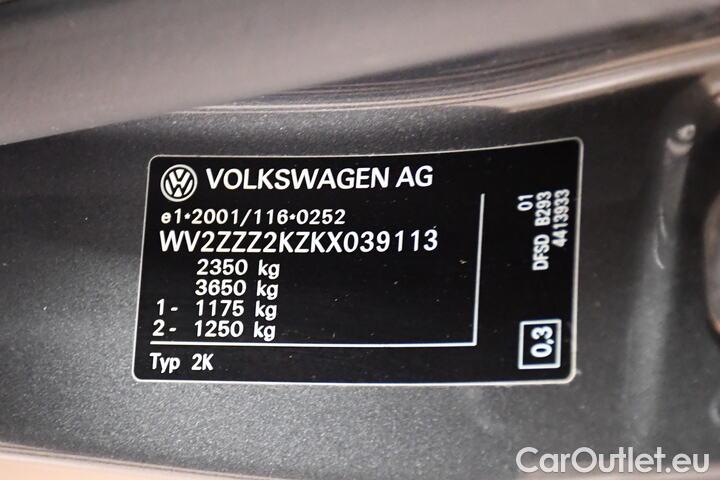 VOLKSWAGEN AG
e1*2001/116*0252
WV2ZZZ2KZKX039113
2350 kg
3650 kg
1- 1175 kg
2- 1250 kg
Typ 2K
01
DFSD B293
4413933
0.3
CarOutlet.eu